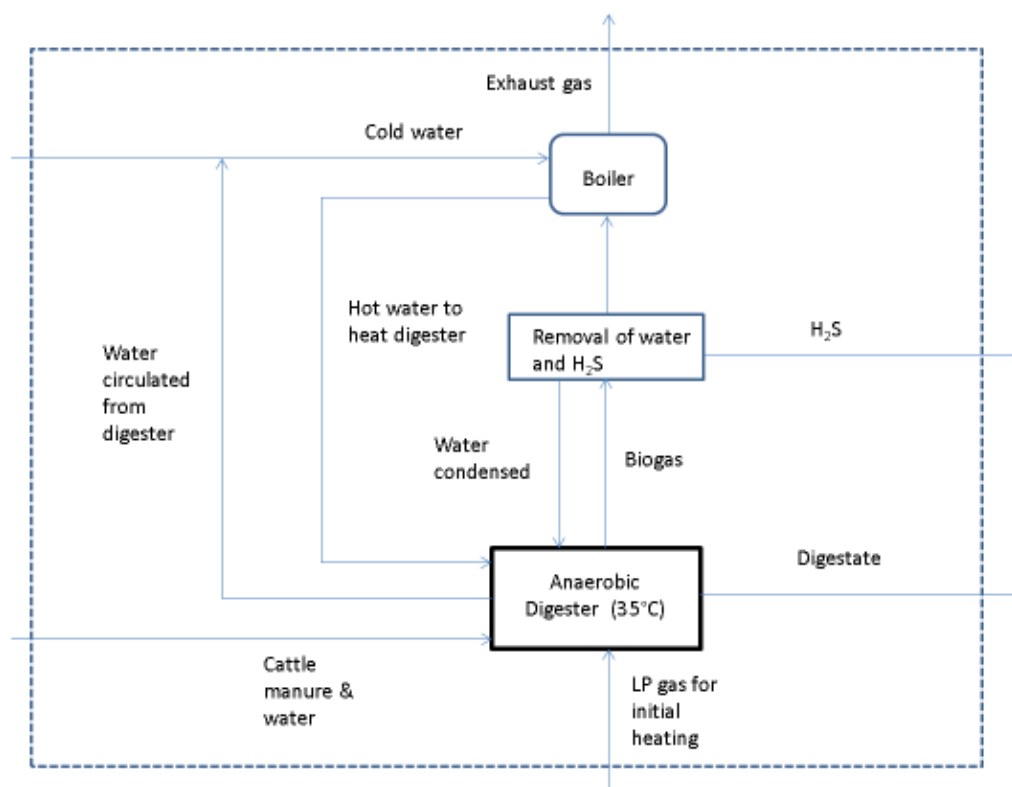 Exhaust gas
Cold water
Boiler
Hot water to
heat digester
Removal of water
and H₂S
H₂S
Water
circulated
from
digester
Water
condensed
Biogas
Digestate
Anaerobic
Digester (35°C)
Cattle
manure &
water
LP gas for
initial
heating